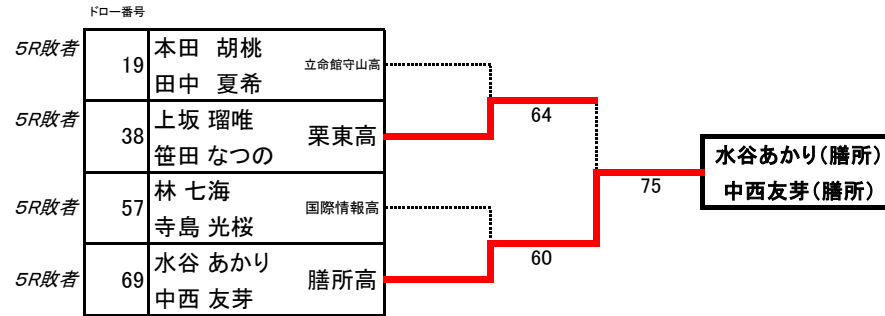 ドロー番号
5R敗者
19
本田 胡桃
田中 夏希
立命館守山高
5R敗者
38
上坂 瑠唯
笹田 なつの
栗東高
64
5R敗者
57
林 七海
寺島 光桜
国際情報高
5R敗者
69
水谷 あかり
中西 友芽
膳所高
60
75
水谷あかり(膳所)
中西友芽(膳所)